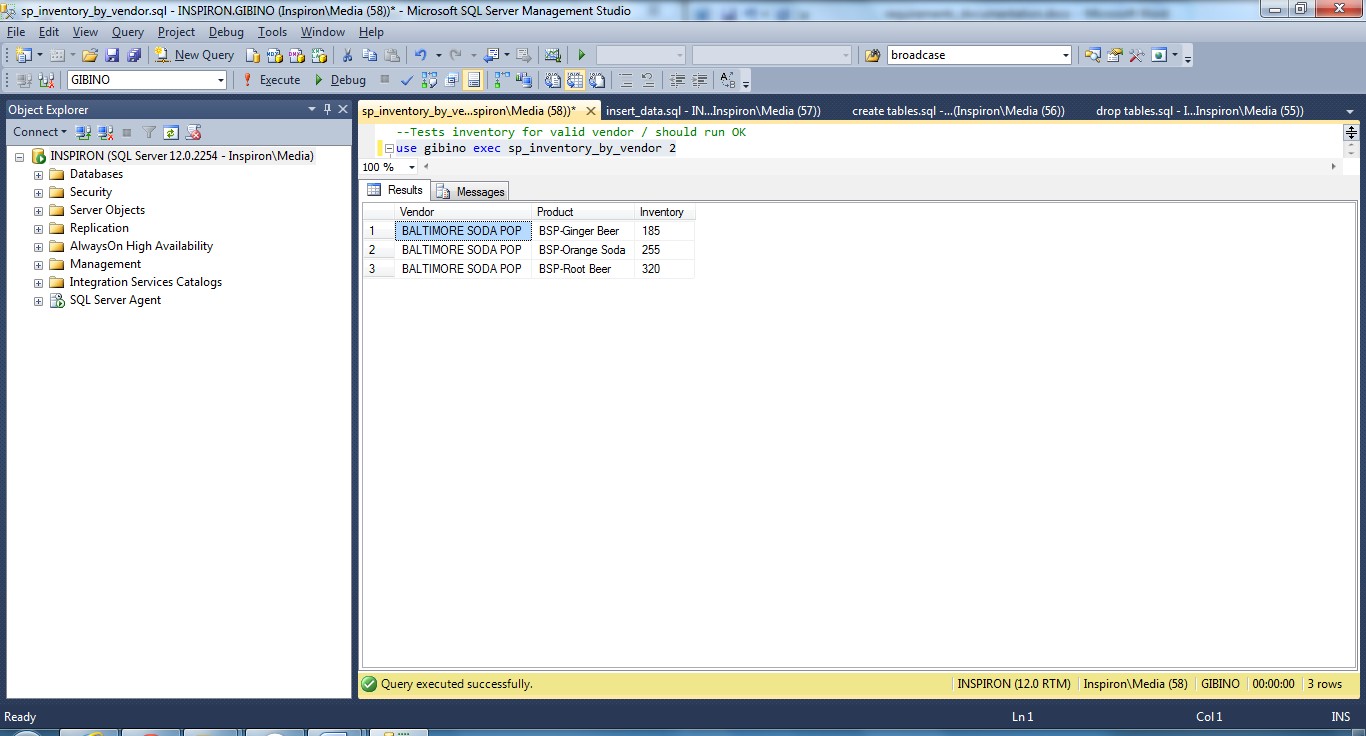 sp_inventory_by_vendor.sql - INSPIRON.GIBINO (Inspiron\Media (58))* - Microsoft SQL Server Management Studio
File Edit View Query Project Debug Tools Window Help
New Query broadcase
GIBINO Execute Debug
Object Explorer
Connect
INSPIRON (SQL Server 12.0.2254 - Inspiron\Media)
Databases
Security
Server Objects
Replication
AlwaysOn High Availability
Management
Integration Services Catalogs
SQL Server Agent
sp_inventory_by_ve...spiron\Media (58))* insert_data.sql - IN...Inspiron\Media (57)) create tables.sql -...(Inspiron\Media (56)) drop tables.sql - I...Inspiron\Media (55))
--Tests inventory for valid vendor / should run OK
use gibino exec sp_inventory_by_vendor 2
100 %
Results Messages
Vendor Product Inventory
1 BALTIMORE SODA POP BSP-Ginger Beer 185
2 BALTIMORE SODA POP BSP-Orange Soda 255
3 BALTIMORE SODA POP BSP-Root Beer 320
Query executed successfully. INSPIRON (12.0 RTM) Inspiron\Media (58) GIBINO 00:00:00 3 rows
Ready Ln 1 Col 1 INS